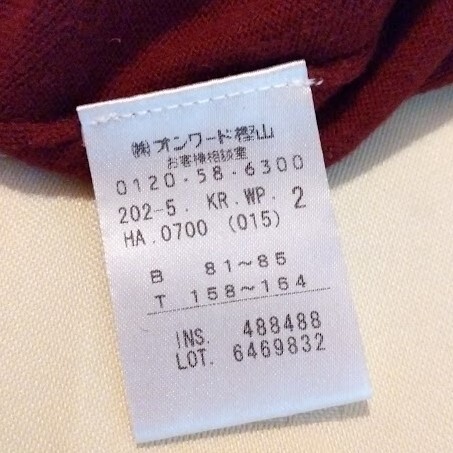 ㈱オンワード樫山
お客様相談室
0120-58-6300
202-5. KR.WP. 2
HA.0700 (015)
B 81~85
T 158~164
INS. 488488
LOT. 6469832